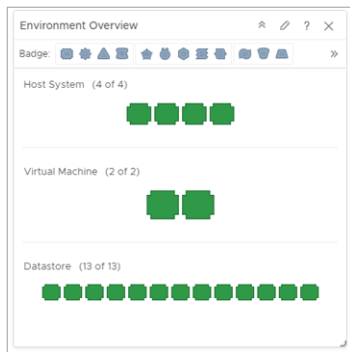 Environment Overview
Badge:
Host System (4 of 4)
Virtual Machine (2 of 2)
Datastore (13 of 13)